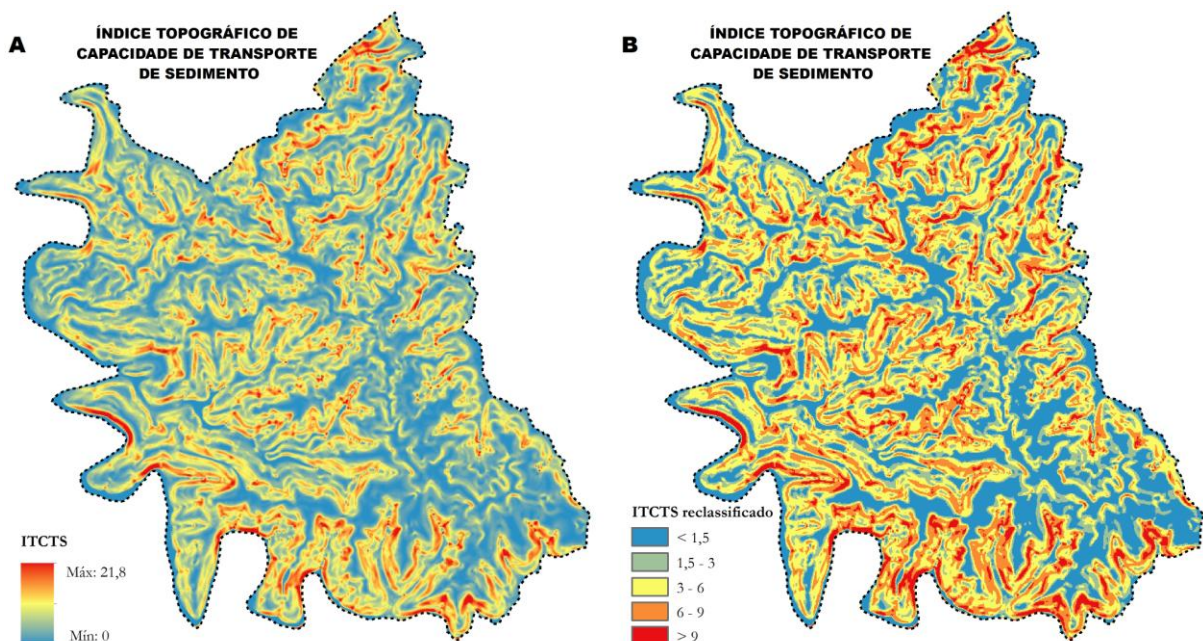 A
ÍNDICE TOPOGRÁFICO DE
CAPACIDADE DE TRANSPORTE
DE SEDIMENTO
ITCTS
Máx: 21,8
Mín: 0
B
ÍNDICE TOPOGRÁFICO DE
CAPACIDADE DE TRANSPORTE
DE SEDIMENTO
ITCTS reclassificado
< 1,5
1,5 - 3
3 - 6
6 - 9
> 9